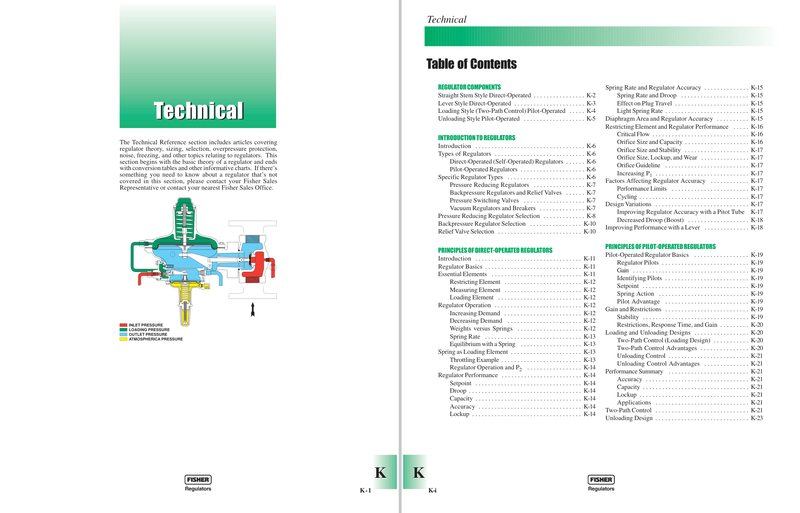 Technical
The Technical Reference section includes articles covering
regulator theory, sizing, selection, overpressure protection,
noise, freezing, and other topics relating to regulators. This
section begins with the basic theory of a regulator and ends
with conversion tables and other informative charts. If there's
something you need to know about a regulator that's not
covered in this section, please contact your Fisher Sales
Representative or contact your nearest Fisher Sales Office.
INLET PRESSURE
LOADING PRESSURE
OUTLET PRESSURE
ATMOSPHERICA PRESSURE
FISHER
Regulators
K
K-1
Technical
Table of Contents
REGULATOR COMPONENTS
Straight Stem Style Direct-Operated . . . . . . . . . . . . . . . . K-2
Lever Style Direct-Operated . . . . . . . . . . . . . . . . . . . . . . K-3
Loading Style (Two-Path Control) Pilot-Operated . . . . . K-4
Unloading Style Pilot-Operated . . . . . . . . . . . . . . . . . . . K-5
INTRODUCTION TO REGULATORS
Introduction . . . . . . . . . . . . . . . . . . . . . . . . . . . . . . . . . . K-6
Types of Regulators . . . . . . . . . . . . . . . . . . . . . . . . . . . . K-6
Direct-Operated (Self-Operated) Regulators . . . . . . K-6
Pilot-Operated Regulators . . . . . . . . . . . . . . . . . . . . K-6
Specific Regulator Types . . . . . . . . . . . . . . . . . . . . . . . . K-6
Pressure Reducing Regulators . . . . . . . . . . . . . . . . K-7
Backpressure Regulators and Relief Valves . . . . . . K-7
Pressure Switching Valves . . . . . . . . . . . . . . . . . . . K-7
Vacuum Regulators and Breakers . . . . . . . . . . . . . . K-7
Pressure Reducing Regulator Selection . . . . . . . . . . . . . K-8
Backpressure Regulator Selection . . . . . . . . . . . . . . . . K-10
Relief Valve Selection . . . . . . . . . . . . . . . . . . . . . . . . . . K-10
PRINCIPLES OF DIRECT-OPERATED REGULATORS
Introduction . . . . . . . . . . . . . . . . . . . . . . . . . . . . . . . . . K-11
Regulator Basics . . . . . . . . . . . . . . . . . . . . . . . . . . . . . . K-11
Essential Elements . . . . . . . . . . . . . . . . . . . . . . . . . . . . K-11
Restricting Element . . . . . . . . . . . . . . . . . . . . . . . . K-12
Measuring Element . . . . . . . . . . . . . . . . . . . . . . . . K-12
Loading Element . . . . . . . . . . . . . . . . . . . . . . . . . . K-12
Regulator Operation . . . . . . . . . . . . . . . . . . . . . . . . . . . K-12
Increasing Demand . . . . . . . . . . . . . . . . . . . . . . . . K-12
Decreasing Demand . . . . . . . . . . . . . . . . . . . . . . . . K-12
Weights versus Springs . . . . . . . . . . . . . . . . . . . . . K-12
Spring Rate . . . . . . . . . . . . . . . . . . . . . . . . . . . . . . K-13
Equilibrium with a Spring . . . . . . . . . . . . . . . . . . . K-13
Spring as Loading Element . . . . . . . . . . . . . . . . . . . . . . K-13
Throttling Example . . . . . . . . . . . . . . . . . . . . . . . . . K-13
Regulator Operation and P2 . . . . . . . . . . . . . . . . . K-14
Regulator Performance . . . . . . . . . . . . . . . . . . . . . . . . . K-14
Setpoint . . . . . . . . . . . . . . . . . . . . . . . . . . . . . . . . . K-14
Droop . . . . . . . . . . . . . . . . . . . . . . . . . . . . . . . . . . . K-14
Capacity . . . . . . . . . . . . . . . . . . . . . . . . . . . . . . . . . K-14
Accuracy . . . . . . . . . . . . . . . . . . . . . . . . . . . . . . . . K-14
Lockup . . . . . . . . . . . . . . . . . . . . . . . . . . . . . . . . . . K-14
Spring Rate and Regulator Accuracy . . . . . . . . . . . . . . K-15
Spring Rate and Droop . . . . . . . . . . . . . . . . . . . . . K-15
Effect on Plug Travel . . . . . . . . . . . . . . . . . . . . . . . K-15
Light Spring Rate . . . . . . . . . . . . . . . . . . . . . . . . . . K-15
Diaphragm Area and Regulator Accuracy . . . . . . . . . . K-15
Restricting Element and Regulator Performance . . . . . K-16
Critical Flow . . . . . . . . . . . . . . . . . . . . . . . . . . . . . K-16
Orifice Size and Capacity . . . . . . . . . . . . . . . . . . . . K-16
Orifice Size and Stability . . . . . . . . . . . . . . . . . . . . K-17
Orifice Size, Lockup, and Wear . . . . . . . . . . . . . . . K-17
Orifice Guideline . . . . . . . . . . . . . . . . . . . . . . . . . . K-17
Increasing P1 . . . . . . . . . . . . . . . . . . . . . . . . . . . . . K-17
Factors Affecting Regulator Accuracy . . . . . . . . . . . . K-17
Performance Limits . . . . . . . . . . . . . . . . . . . . . . . . K-17
Cycling . . . . . . . . . . . . . . . . . . . . . . . . . . . . . . . . . . K-17
Design Variations . . . . . . . . . . . . . . . . . . . . . . . . . . . . . K-17
Improving Regulator Accuracy with a Pitot Tube K-17
Decreased Droop (Boost) . . . . . . . . . . . . . . . . . . . K-18
Improving Performance with a Lever . . . . . . . . . . . . . . K-18
PRINCIPLES OF PILOT-OPERATED REGULATORS
Pilot-Operated Regulator Basics . . . . . . . . . . . . . . . . . K-19
Regulator Pilots . . . . . . . . . . . . . . . . . . . . . . . . . . . K-19
Gain . . . . . . . . . . . . . . . . . . . . . . . . . . . . . . . . . . . . K-19
Identifying Pilots . . . . . . . . . . . . . . . . . . . . . . . . . . K-19
Setpoint . . . . . . . . . . . . . . . . . . . . . . . . . . . . . . . . . K-19
Spring Action . . . . . . . . . . . . . . . . . . . . . . . . . . . . K-19
Pilot Advantage . . . . . . . . . . . . . . . . . . . . . . . . . . K-19
Gain and Restrictions . . . . . . . . . . . . . . . . . . . . . . . . . . K-19
Stability . . . . . . . . . . . . . . . . . . . . . . . . . . . . . . . . . K-19
Restrictions, Response Time, and Gain . . . . . . . . . K-20
Loading and Unloading Designs . . . . . . . . . . . . . . . . . K-20
Two-Path Control (Loading Design) . . . . . . . . . . . K-20
Two-Path Control Advantages . . . . . . . . . . . . . . . K-20
Unloading Control . . . . . . . . . . . . . . . . . . . . . . . . . K-21
Unloading Control Advantages . . . . . . . . . . . . . . K-21
Performance Summary . . . . . . . . . . . . . . . . . . . . . . . . . K-21
Accuracy . . . . . . . . . . . . . . . . . . . . . . . . . . . . . . . . K-21
Capacity . . . . . . . . . . . . . . . . . . . . . . . . . . . . . . . . . K-21
Lockup . . . . . . . . . . . . . . . . . . . . . . . . . . . . . . . . . . K-21
Applications . . . . . . . . . . . . . . . . . . . . . . . . . . . . . K-21
Two-Path Control . . . . . . . . . . . . . . . . . . . . . . . . . . . . . K-21
Unloading Design . . . . . . . . . . . . . . . . . . . . . . . . . . . . . K-23
K
K-i
FISHER
Regulators